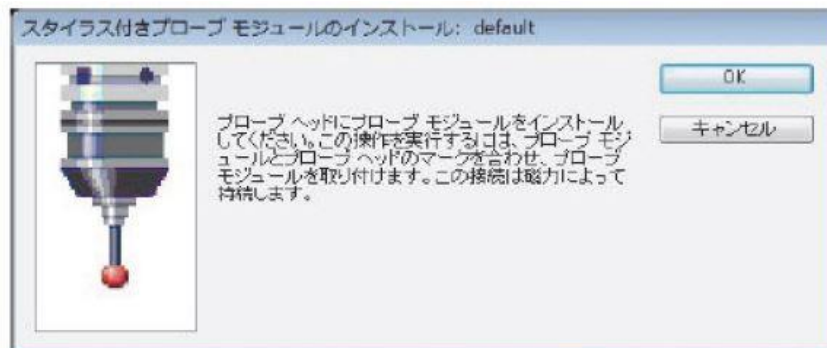 スタイラス付きプローブ モジュールのインストール: default
OK
キャンセル
プローブ ヘッドにプローブ モジュールをインストール
してください。この操作を実行するには、プローブ モジ
ュールとプローブ ヘッドのマークを合わせ、プローブ
モジュールを取り付けます。この接続は磁力によって
持続します。